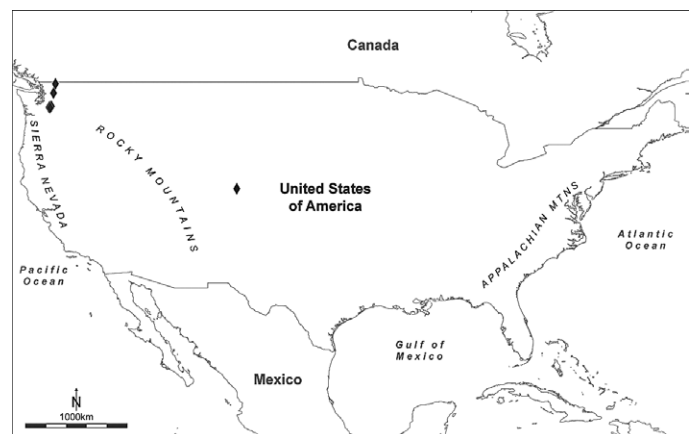 Canada
SIERRA NEVADA
ROCKY MOUNTAINS
United States
of America
APPALACHIAN MTNS
Atlantic
Ocean
Pacific
Ocean
Gulf of
Mexico
Mexico
N
1000km